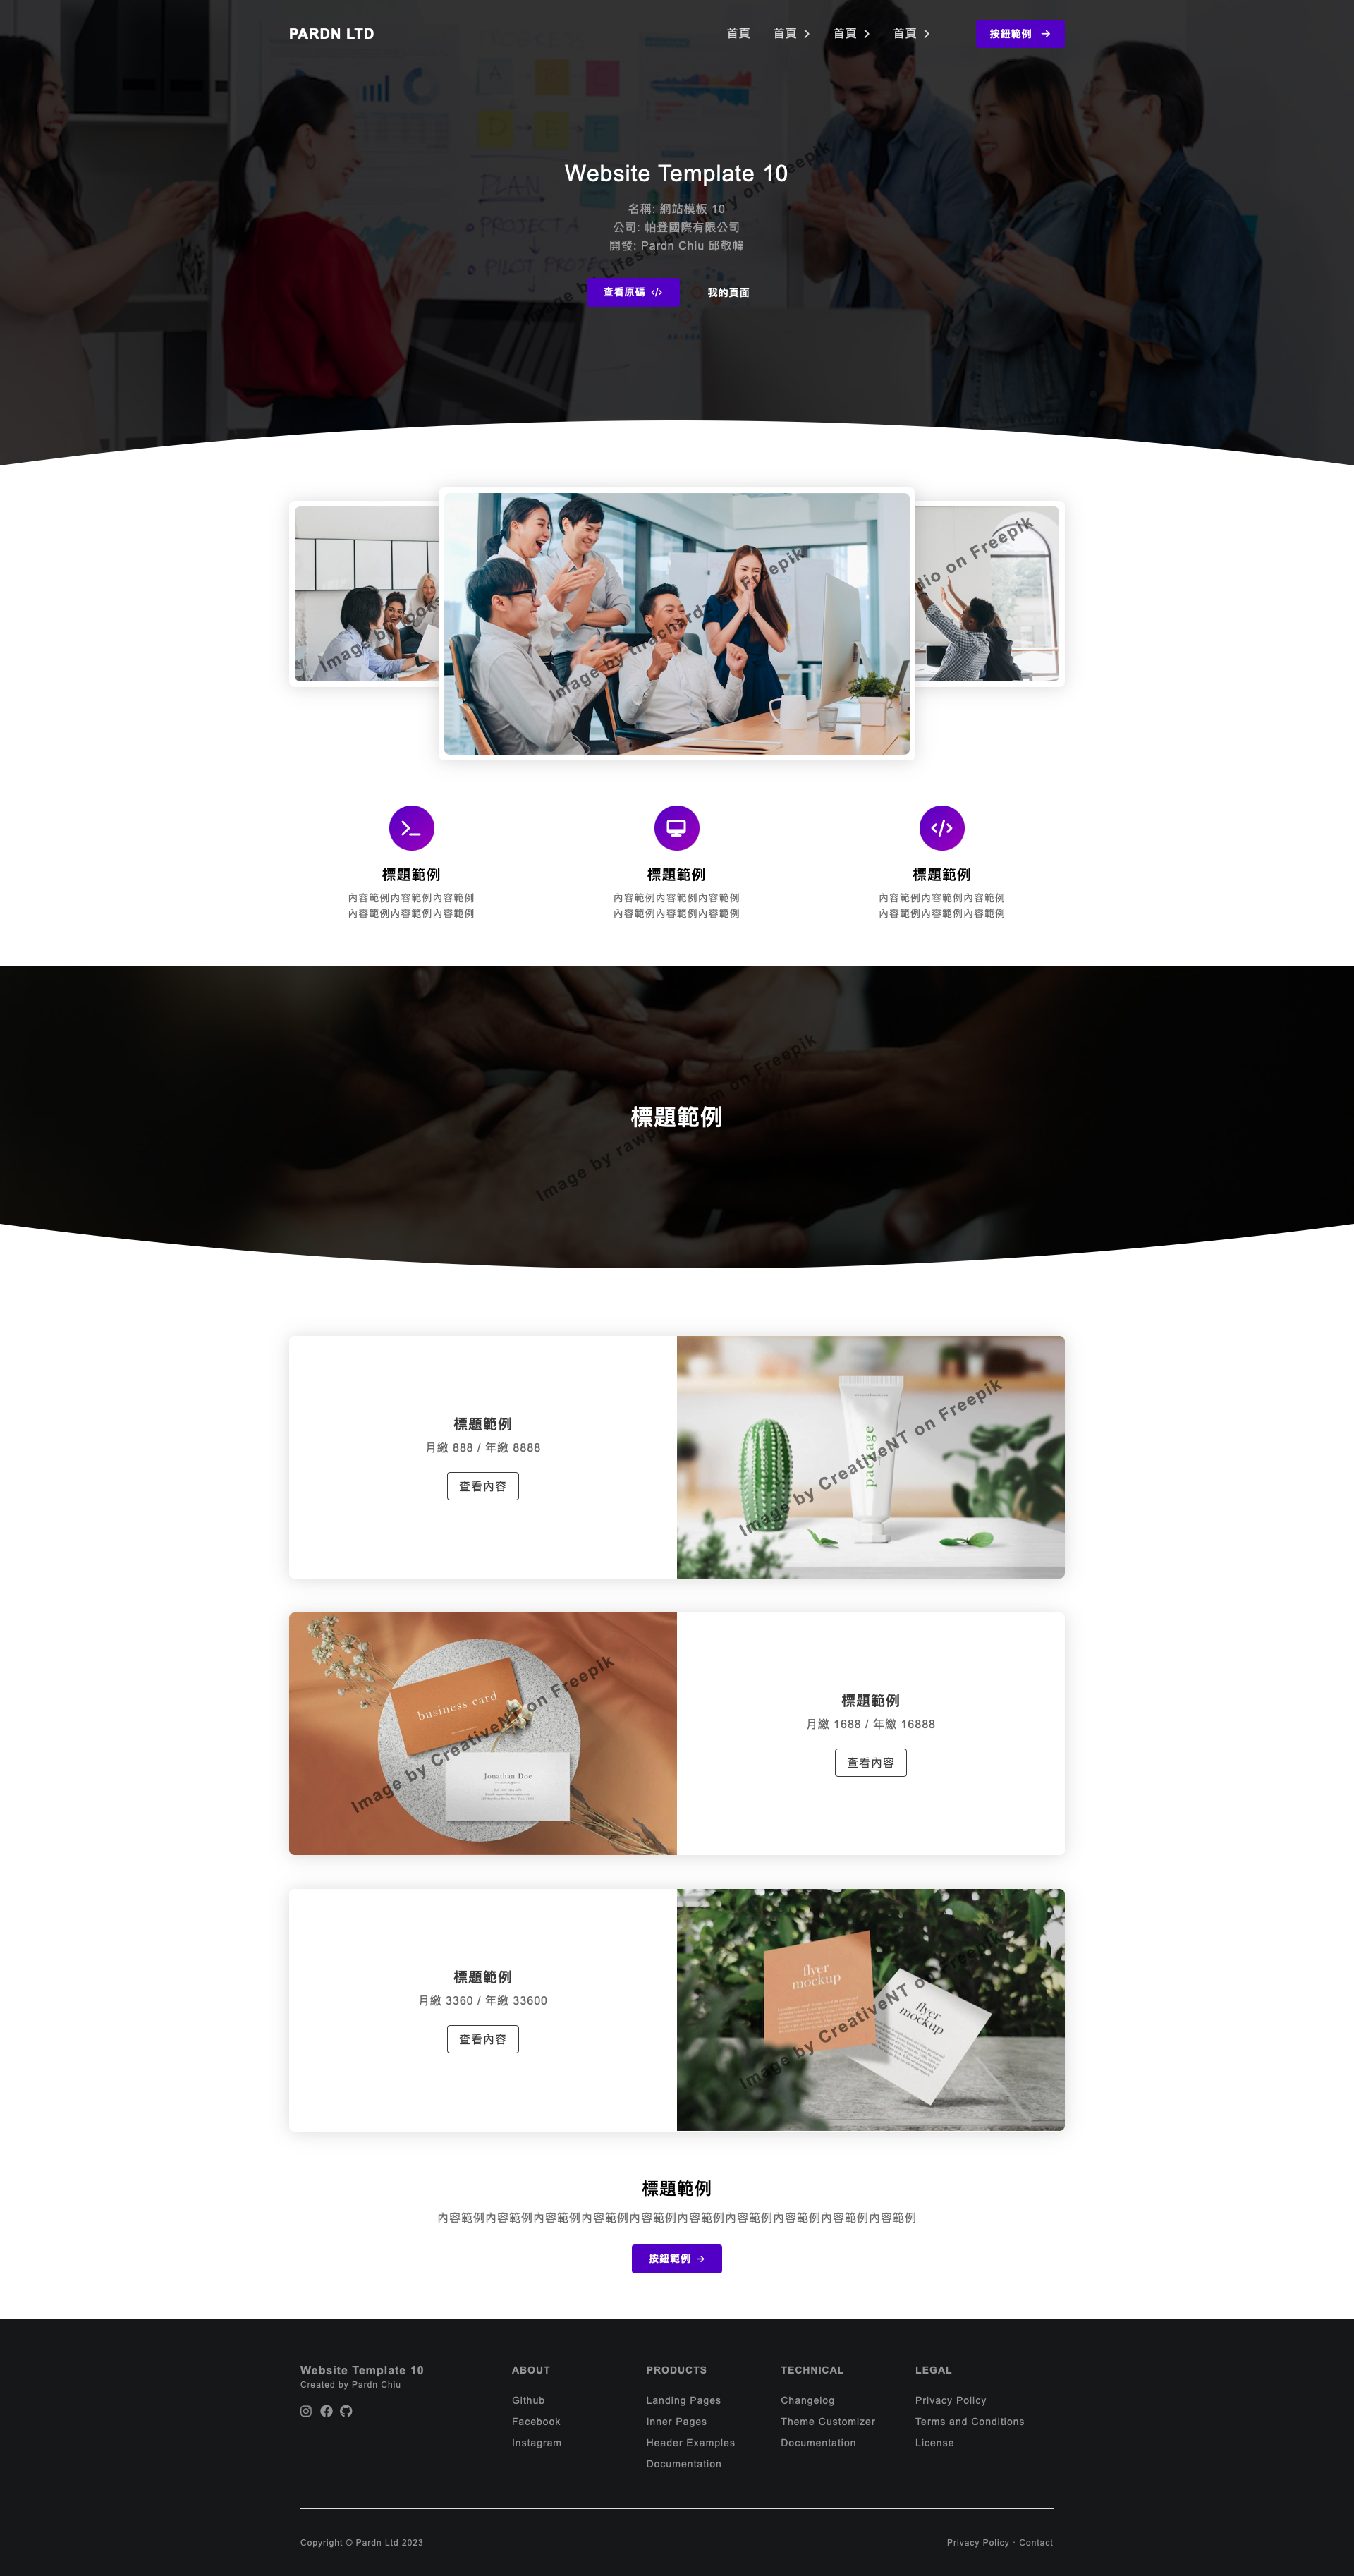 PARDN LTD
首頁
首頁
首頁
首頁
按鈕範例
Website Template 10
名稱: 網站模板 10
公司: 帕登國際有限公司
開發: Pardn Chiu 邱敬幃
查看原碼
我的頁面
Image by
on Freepik
Image by tirachardz on Freepik
dio on Freepik
標題範例
內容範例內容範例內容範例
內容範例內容範例內容範例
標題範例
內容範例內容範例內容範例
內容範例內容範例內容範例
標題範例
內容範例內容範例內容範例
內容範例內容範例內容範例
標題範例
標題範例
月繳 888 / 年繳 8888
查看內容
package
Image by CreativeNT on Freepik
business card
Jonathan Doe
Image by CreativeNT on Freepik
標題範例
月繳 1688 / 年繳 16888
查看內容
標題範例
月繳 3360 / 年繳 33600
查看內容
flyer
mockup
flyer
mockup
Image by CreativeNT on Freepik
標題範例
內容範例內容範例內容範例內容範例內容範例內容範例內容範例內容範例內容範例內容範例
按鈕範例
Website Template 10
Created by Pardn Chiu
ABOUT
Github
Facebook
Instagram
PRODUCTS
Landing Pages
Inner Pages
Header Examples
Documentation
TECHNICAL
Changelog
Theme Customizer
Documentation
LEGAL
Privacy Policy
Terms and Conditions
License
Copyright © Pardn Ltd 2023
Privacy Policy · Contact